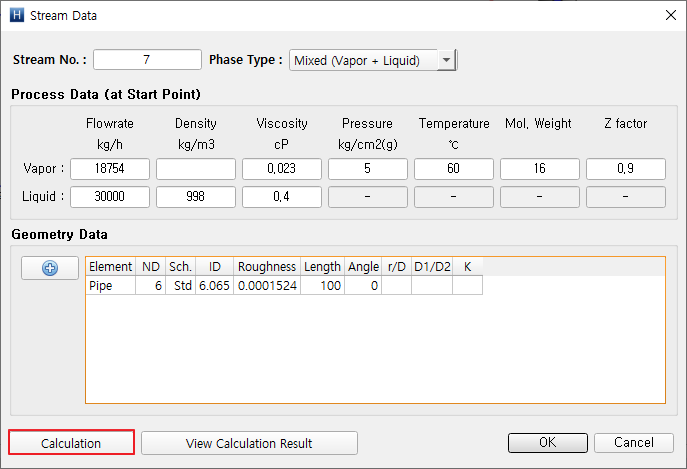 H Stream Data
Stream No. : 7 Phase Type : Mixed (Vapor + Liquid)
Process Data (at Start Point)
Flowrate Density Viscosity Pressure Temperature Mol. Weight Z factor
kg/h kg/m3 cP kg/cm2(g) ℃
Vapor : 18754 0.023 5 60 16 0.9
Liquid : 30000 998 0.4 - - - -
Geometry Data
Element ND Sch. ID Roughness Length Angle r/D D1/D2 K
Pipe 6 Std 6.065 0.0001524 100 0
Calculation View Calculation Result OK Cancel